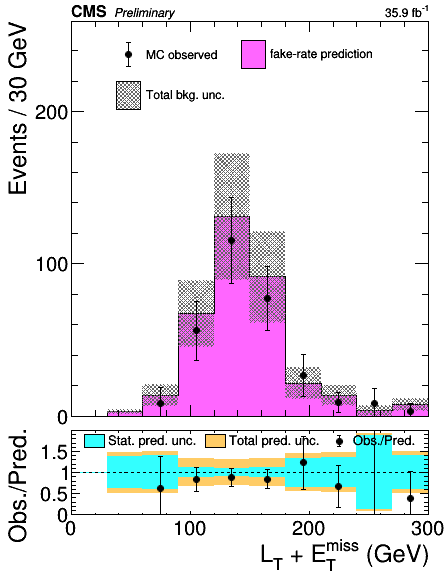 CMS Preliminary 35.9 fb⁻¹
Events / 30 GeV
MC observed
fake-rate prediction
Total bkg. unc.
200
100
0
Obs./Pred.
Stat. pred. unc. Total pred. unc. Obs./Pred.
1.5
1
0.5
0
0 100 200 300
L_T + E_T^miss (GeV)